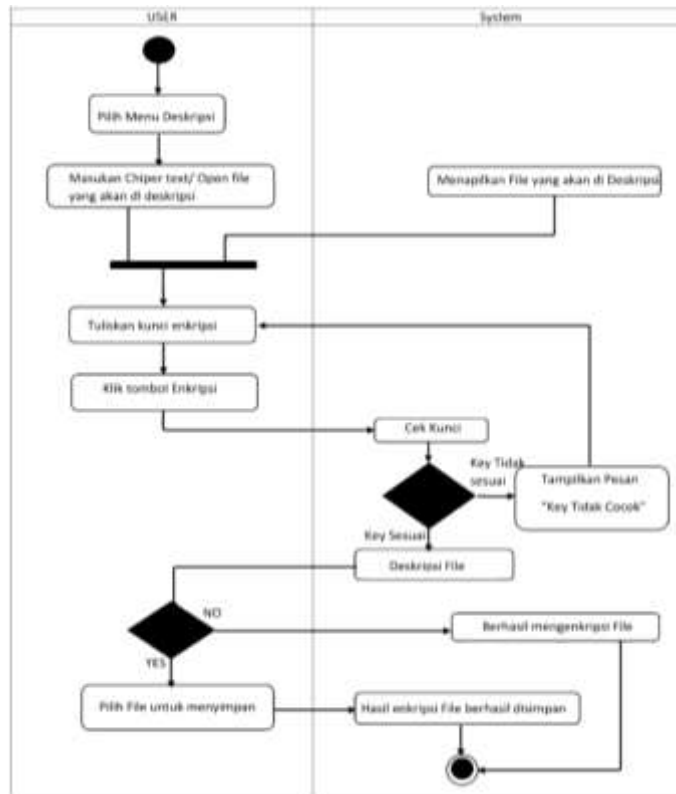 USER
System
Pilih Menu Deskripsi
Masukan Chiper text/ Open file
yang akan di deskripsi
Menapilkan File yang akan di Deskripsi
Tuliskan kunci enkripsi
Klik tombol Enkripsi
Cek Kunci
Key Tidak
sesuai
Tampilkan Pesan
"Key Tidak Cocok"
Key Sesuai
Deskripsi File
NO
Berhasil mengenkripsi File
YES
Pilih File untuk menyimpan
Hasil enkripsi File berhasil disimpan